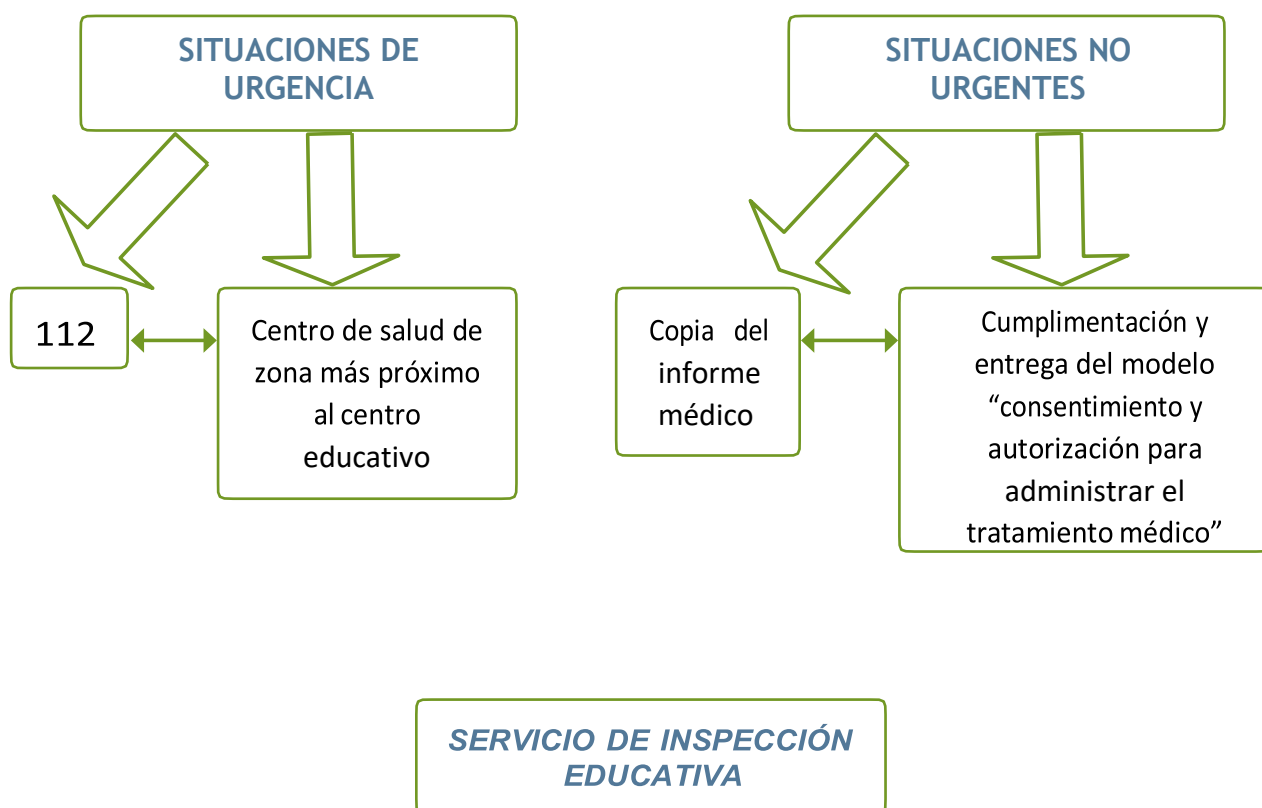 SITUACIONES DE
URGENCIA
SITUACIONES NO
URGENTES
112
Centro de salud de
zona más próximo
al centro
educativo
Copia del
informe
médico
Cumplimentación y
entrega del modelo
“consentimiento y
autorización para
administrar el
tratamiento médico”
SERVICIO DE INSPECCIÓN
EDUCATIVA